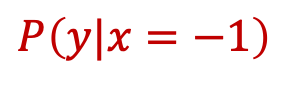 P(y|x = −1)